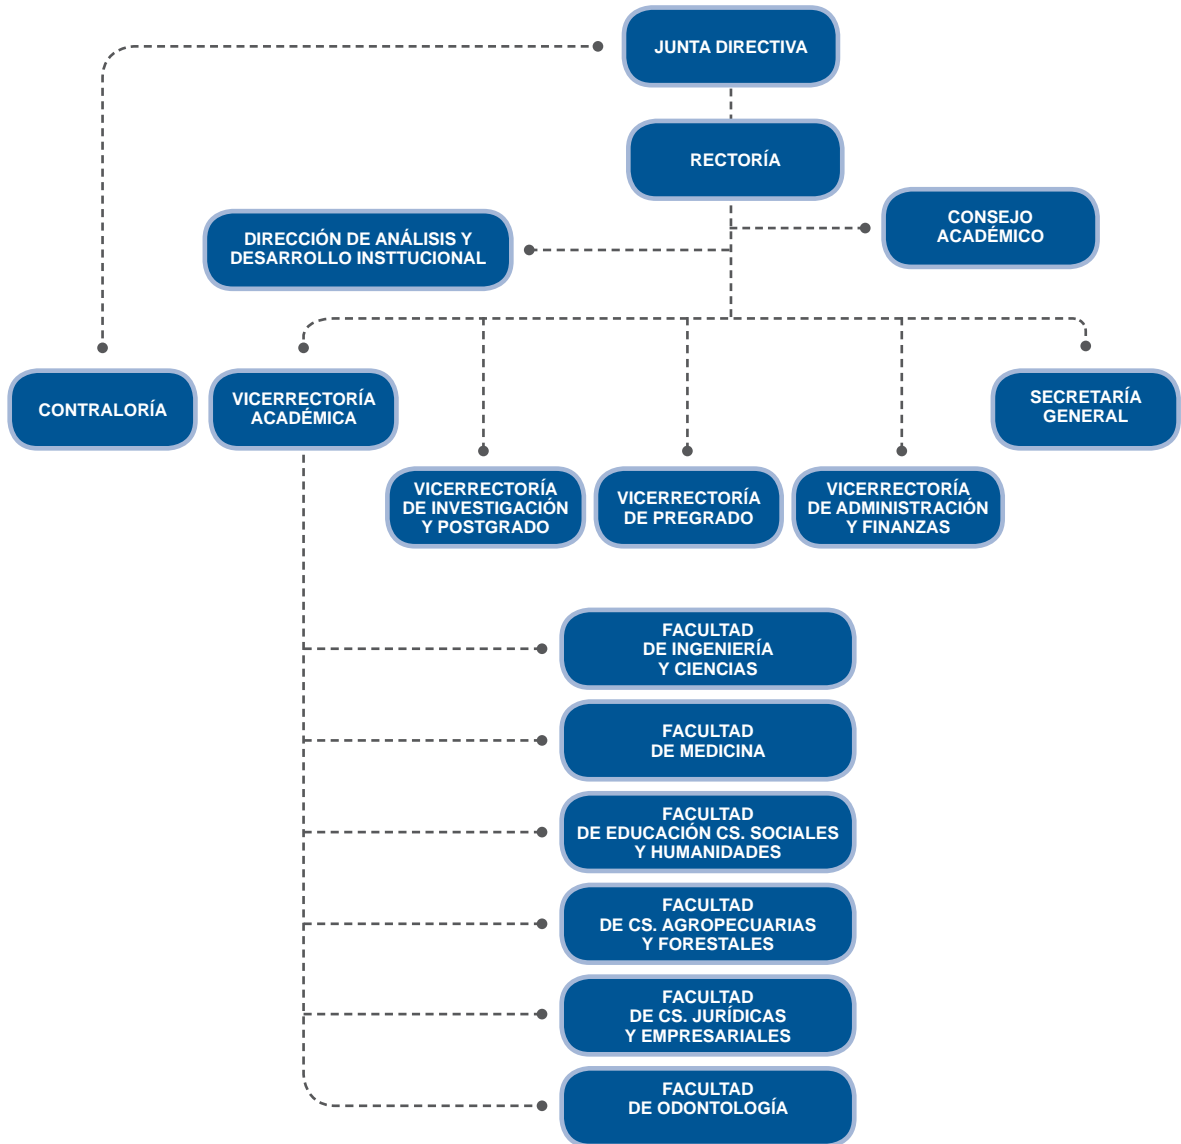 JUNTA DIRECTIVA
RECTORÍA
CONSEJO
ACADÉMICO
DIRECCIÓN DE ANÁLISIS Y
DESARROLLO INSTTUCIONAL
CONTRALORÍA
VICERRECTORÍA
ACADÉMICA
SECRETARÍA
GENERAL
VICERRECTORÍA
DE INVESTIGACIÓN
Y POSTGRADO
VICERRECTORÍA
DE PREGRADO
VICERRECTORÍA
DE ADMINISTRACIÓN
Y FINANZAS
FACULTAD
DE INGENIERÍA
Y CIENCIAS
FACULTAD
DE MEDICINA
FACULTAD
DE EDUCACIÓN CS. SOCIALES
Y HUMANIDADES
FACULTAD
DE CS. AGROPECUARIAS
Y FORESTALES
FACULTAD
DE CS. JURÍDICAS
Y EMPRESARIALES
FACULTAD
DE ODONTOLOGÍA